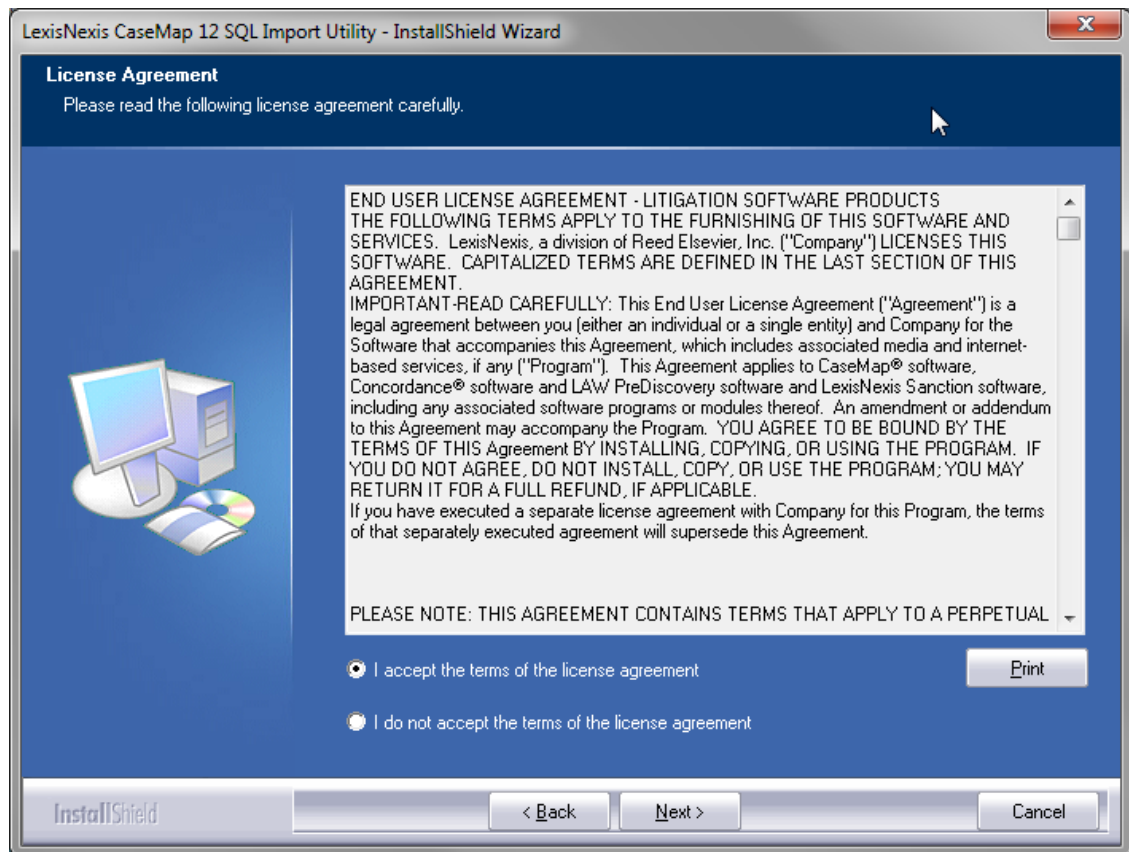 LexisNexis CaseMap 12 SQL Import Utility - InstallShield Wizard
License Agreement
Please read the following license agreement carefully.
END USER LICENSE AGREEMENT - LITIGATION SOFTWARE PRODUCTS
THE FOLLOWING TERMS APPLY TO THE FURNISHING OF THIS SOFTWARE AND
SERVICES. LexisNexis, a division of Reed Elsevier, Inc. ("Company") LICENSES THIS
SOFTWARE. CAPITALIZED TERMS ARE DEFINED IN THE LAST SECTION OF THIS
AGREEMENT.
IMPORTANT-READ CAREFULLY: This End User License Agreement ("Agreement") is a
legal agreement between you (either an individual or a single entity) and Company for the
Software that accompanies this Agreement, which includes associated media and internet-
based services, if any ("Program"). This Agreement applies to CaseMap® software,
Concordance® software and LAW PreDiscovery software and LexisNexis Sanction software,
including any associated software programs or modules thereof. An amendment or addendum
to this Agreement may accompany the Program. YOU AGREE TO BE BOUND BY THE
TERMS OF THIS Agreement BY INSTALLING, COPYING, OR USING THE PROGRAM. IF
YOU DO NOT AGREE, DO NOT INSTALL, COPY, OR USE THE PROGRAM; YOU MAY
RETURN IT FOR A FULL REFUND, IF APPLICABLE.
If you have executed a separate license agreement with Company for this Program, the terms
of that separately executed agreement will supersede this Agreement.
PLEASE NOTE: THIS AGREEMENT CONTAINS TERMS THAT APPLY TO A PERPETUAL
I accept the terms of the license agreement
Print
I do not accept the terms of the license agreement
InstallShield
< Back
Next >
Cancel